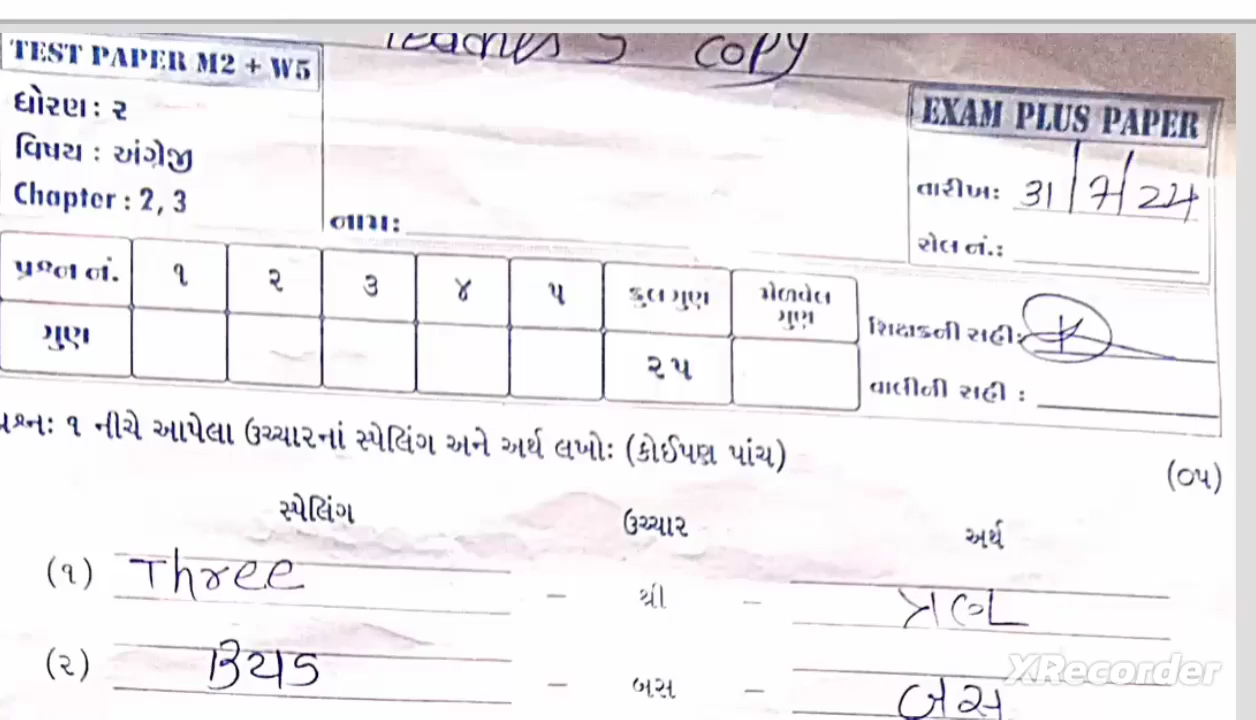 Teacher's copy
TEST PAPER M2 + W5
ધોરણ : ૨
વિષય : અંગ્રેજી
Chapter : 2, 3
નામ:
EXAM PLUS PAPER
તારીખ: 31/7/24
રોલ નં.:
પ્રશ્ન નં. ૧ ૨ ૩ ૪ ૫ કુલ ગુણ મેળવેલ ગુણ
ગુણ ૨૫
શિક્ષકની સહી:
વાલીની સહી :
પ્રશ્ન: ૧ નીચે આપેલા ઉચ્ચારનાં સ્પેલિંગ અને અર્થ લખો: (કોઈપણ પાંચ) (૦૫)
સ્પેલિંગ ઉચ્ચાર અર્થ
(૧) Three – થ્રી – ત્રણ
(૨) – બસ – બસ
XRecorder